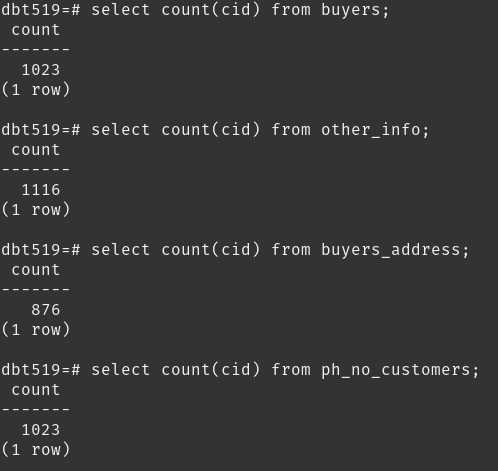 dbt519=# select count(cid) from buyers;
 count
-------
  1023
(1 row)

dbt519=# select count(cid) from other_info;
 count
-------
  1116
(1 row)

dbt519=# select count(cid) from buyers_address;
 count
-------
   876
(1 row)

dbt519=# select count(cid) from ph_no_customers;
 count
-------
  1023
(1 row)